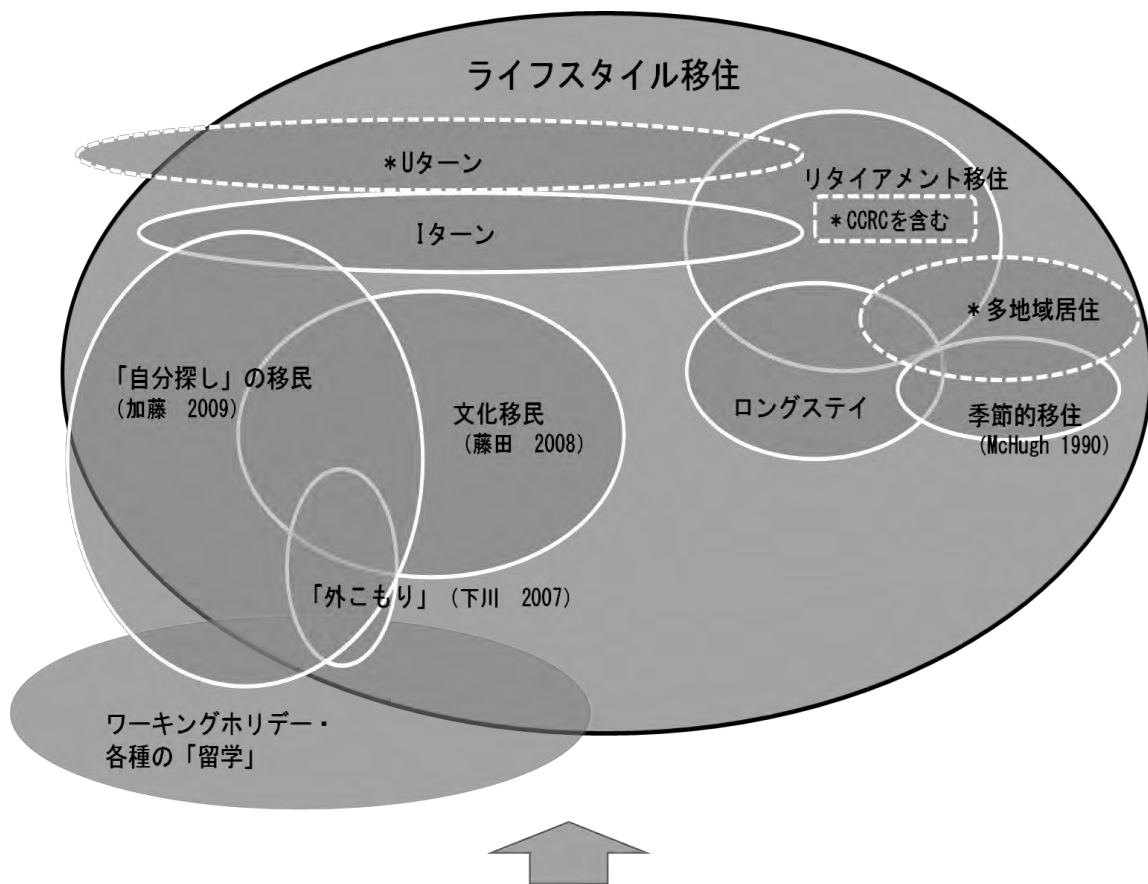 ライフスタイル移住
*Uターン
リタイアメント移住
*CCRCを含む
Iターン
*多地域居住
「自分探し」の移民
(加藤 2009)
文化移民
(藤田 2008)
ロングステイ
季節的移住
(McHugh 1990)
「外こもり」(下川 2007)
ワーキングホリデー・
各種の「留学」